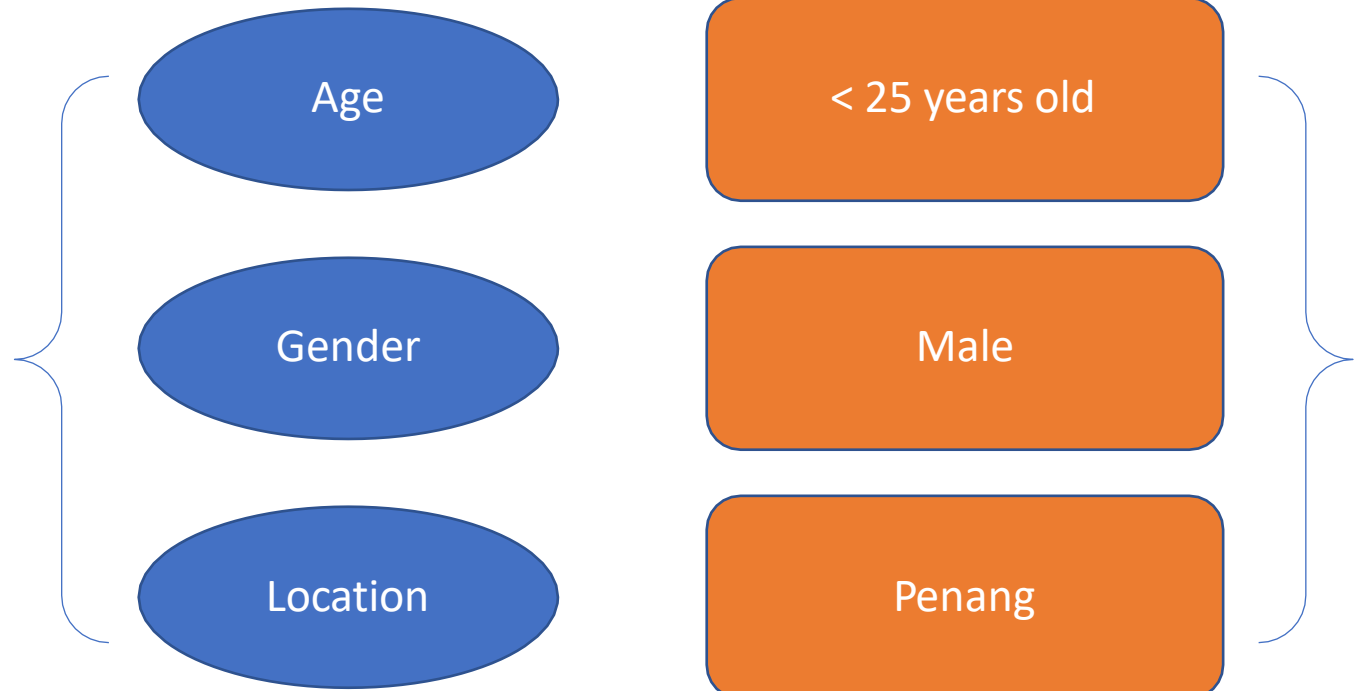 Age
< 25 years old
Gender
Male
Location
Penang